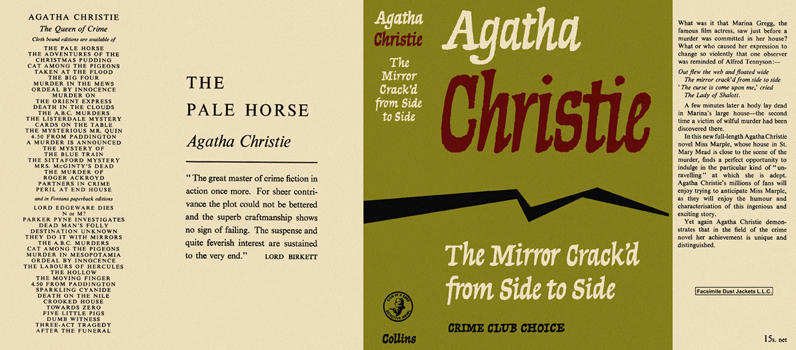 AGATHA CHRISTIE
The Queen of Crime
Cloth bound editions are available of
THE PALE HORSE
THE ADVENTURES OF THE
CHRISTMAS PUDDING
CAT AMONG THE PIGEONS
TAKEN AT THE FLOOD
THE BIG FOUR
MURDER IN THE MEWS
ORDEAL BY INNOCENCE
MURDER ON
THE ORIENT EXPRESS
DEATH IN THE CLOUDS
THE A.B.C. MURDERS
THE LISTERDALE MYSTERY
CARDS ON THE TABLE
THE MYSTERIOUS MR. QUIN
4.50 FROM PADDINGTON
A MURDER IS ANNOUNCED
THE MYSTERY OF
THE BLUE TRAIN
THE SITTAFORD MYSTERY
MRS. McGINTY'S DEAD
THE MURDER OF
ROGER ACKROYD
PARTNERS IN CRIME
PERIL AT END HOUSE
and in Fontana paperback editions
LORD EDGEWARE DIES
N or M?
PARKER PYNE INVESTIGATES
DEAD MAN'S FOLLY
DESTINATION UNKNOWN
THEY DO IT WITH MIRRORS
THE A.B.C. MURDERS
CAT AMONG THE PIGEONS
MURDER IN MESOPOTAMIA
ORDEAL BY INNOCENCE
THE LABOURS OF HERCULES
THE HOLLOW
THE MOVING FINGER
4.50 FROM PADDINGTON
SPARKLING CYANIDE
DEATH ON THE NILE
CROOKED HOUSE
TOWARDS ZERO
FIVE LITTLE PIGS
DUMB WITNESS
THREE-ACT TRAGEDY
AFTER THE FUNERAL
THE
PALE HORSE
Agatha Christie
"The great master of crime fiction in
action once more. For sheer contri-
vance the plot could not be bettered
and the superb craftmanship shows
no sign of failing. The suspense and
quite feverish interest are sustained
to the very end." LORD BIRKETT
Agatha
Christie
The
Mirror
Crack'd
from Side
to Side
Collins
Agatha
Christie
The Mirror Crack'd
from Side to Side
CRIME CLUB CHOICE
What was it that Marina Gregg, the
famous film actress, saw just before a
murder was committed in her house?
What or who caused her expression to
change so violently that one observer
was reminded of Alfred Tennyson:—
Out flew the web and floated wide
The mirror crack'd from side to side
'The curse is come upon me,' cried
The Lady of Shalott.
A few minutes later a body lay dead
in Marina's large house—the second
time a victim of wilful murder had been
discovered there.
In this new full-length Agatha Christie
novel Miss Marple, whose house in St.
Mary Mead is close to the scene of the
murder, finds a perfect opportunity to
indulge in the particular kind of "un-
ravelling" at which she is adept.
Agatha Christie's millions of fans will
enjoy trying to anticipate Miss Marple,
as they will enjoy the humour and
characterisation of this ingenious and
exciting story.
Yet again Agatha Christie demon-
strates that in the field of the crime
novel her achievement is unique and
distinguished.
Facsimile Dust Jackets L.L.C.
15s. net